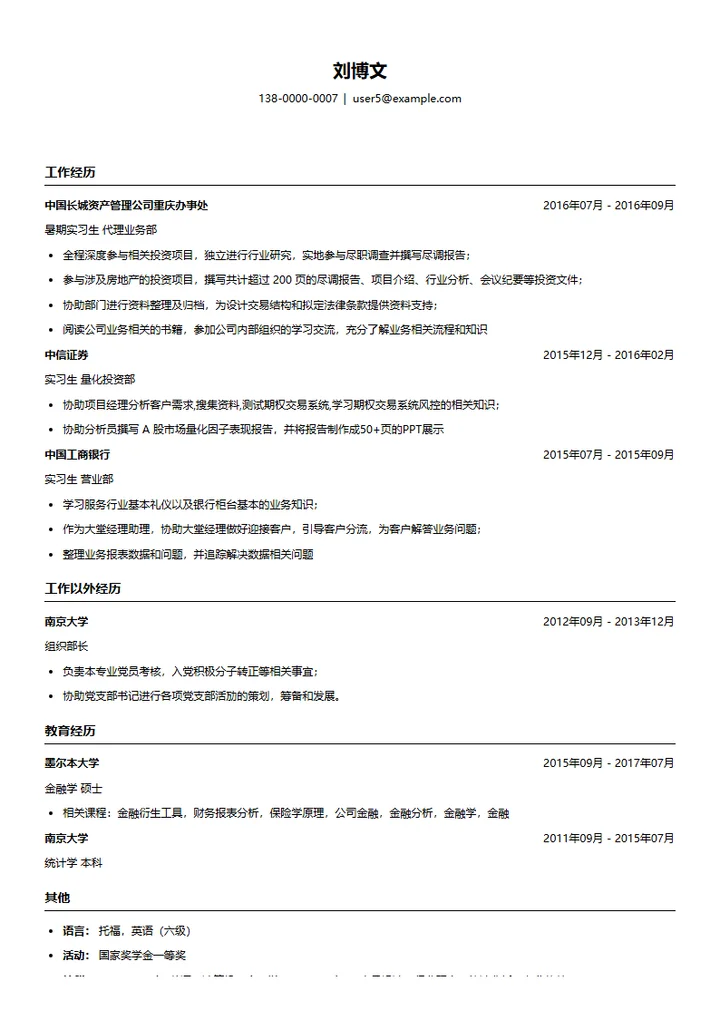 刘博文
138-0000-0007 | user5@example.com
工作经历
中国长城资产管理公司重庆办事处 2016年07月 - 2016年09月
暑期实习生 代理业务部
• 全程深度参与相关投资项目，独立进行行业研究，实地参与尽职调查并撰写尽调报告；
• 参与涉及房地产的投资项目，撰写共计超过 200 页的尽调报告、项目介绍、行业分析、会议纪要等投资文件；
• 协助部门进行资料整理及归档，为设计交易结构和拟定法律条款提供资料支持；
• 阅读公司业务相关的书籍，参加公司内部组织的学习交流，充分了解业务相关流程和知识
中信证券 2015年12月 - 2016年02月
实习生 量化投资部
• 协助项目经理分析客户需求,搜集资料,测试期权交易系统,学习期权交易系统风控的相关知识；
• 协助分析员撰写 A 股市场量化因子表现报告，并将报告制作成50+页的PPT展示
中国工商银行 2015年07月 - 2015年09月
实习生 营业部
• 学习服务行业基本礼仪以及银行柜台基本的业务知识；
• 作为大堂经理助理，协助大堂经理做好迎接客户，引导客户分流，为客户解答业务问题；
• 整理业务报表数据和问题，并追踪解决数据相关问题
工作以外经历
南京大学 2012年09月 - 2013年12月
组织部长
• 负责本专业党员考核，入党积极分子转正等相关事宜；
• 协助党支部书记进行各项党支部活动的策划，筹备和发展。
教育经历
墨尔本大学 2015年09月 - 2017年07月
金融学 硕士
• 相关课程：金融衍生工具，财务报表分析，保险学原理，公司金融，金融分析，金融学，金融
南京大学 2011年09月 - 2015年07月
统计学 本科
其他
• 语言： 托福，英语（六级）
• 活动： 国家奖学金一等奖